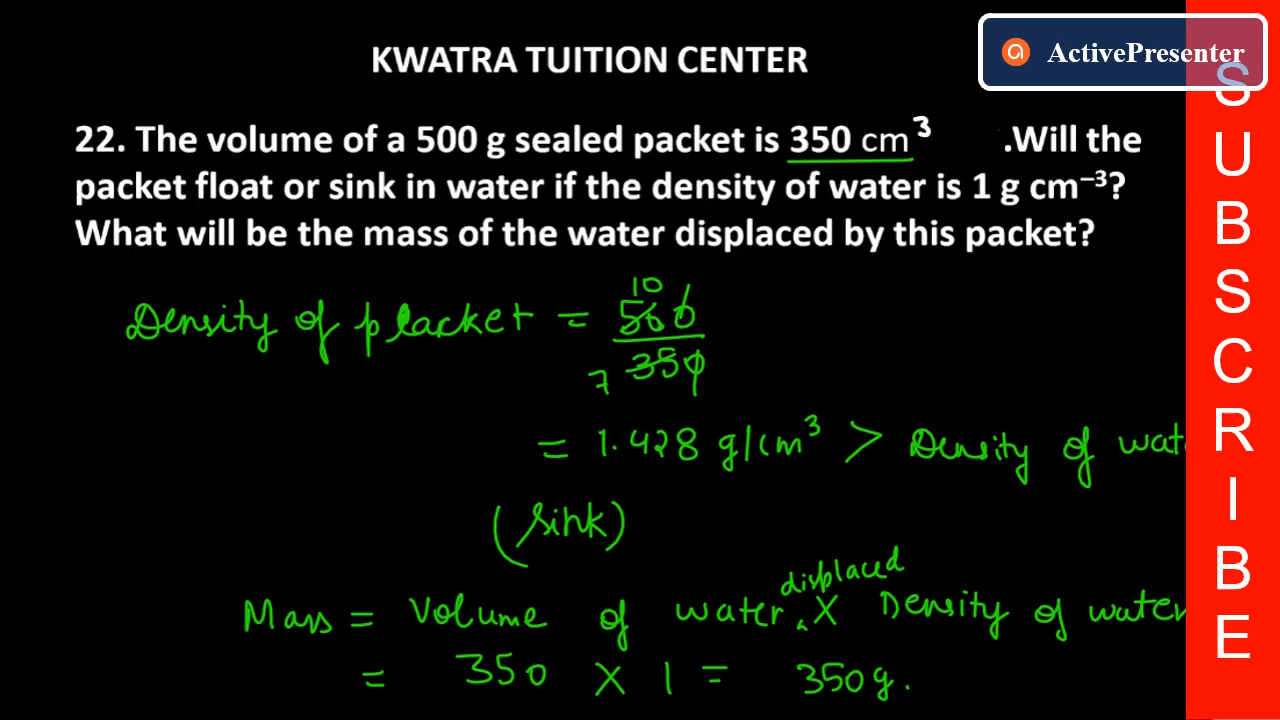 KWATRA TUITION CENTER
ActivePresenter
22. The volume of a 500 g sealed packet is 350 cm³ .Will the
packet float or sink in water if the density of water is 1 g cm⁻³?
What will be the mass of the water displaced by this packet?
10
Density of placket = 500
7 350
= 1.428 g/cm³ > Density of wat
(sink)
displaced
Mass = Volume of water × Density of water
= 350 × 1 = 350g.
SUBSCRIBE